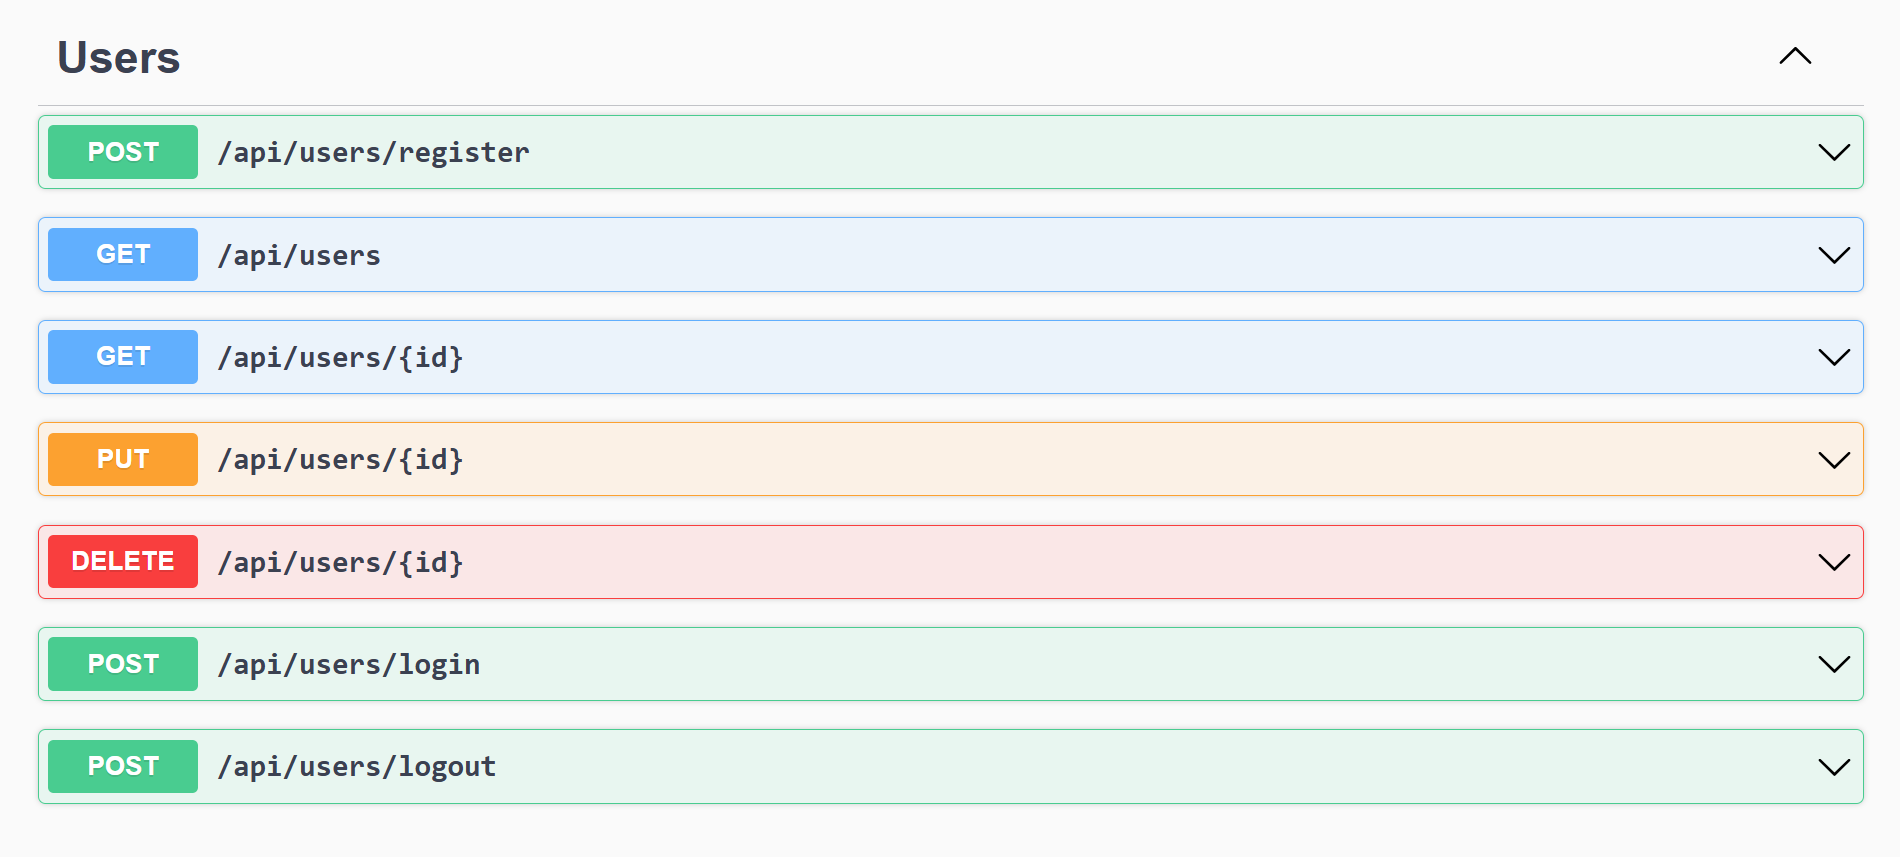 Users
POST /api/users/register
GET /api/users
GET /api/users/{id}
PUT /api/users/{id}
DELETE /api/users/{id}
POST /api/users/login
POST /api/users/logout